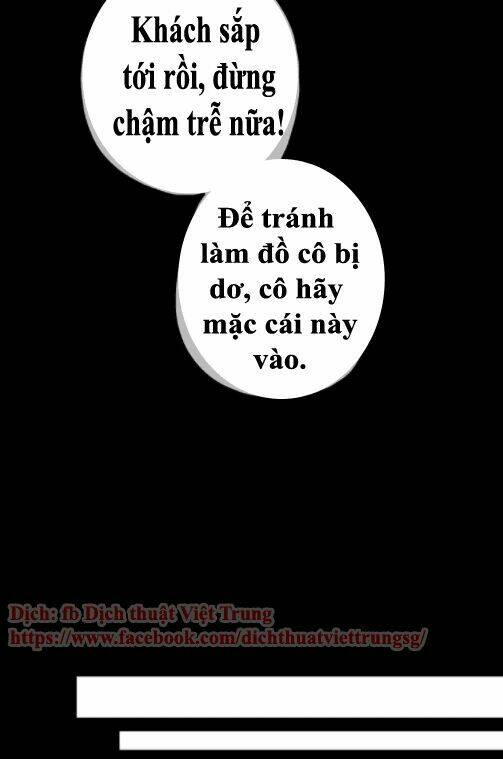 Khách sắp
tới rồi, đừng
chậm trễ nữa!
Để tránh
làm đồ cô bị
dơ, cô hãy
mặc cái này
vào.
Dịch: fb Dịch thuật Việt Trung
https://www.facebook.com/dichthuatviettrungsg/